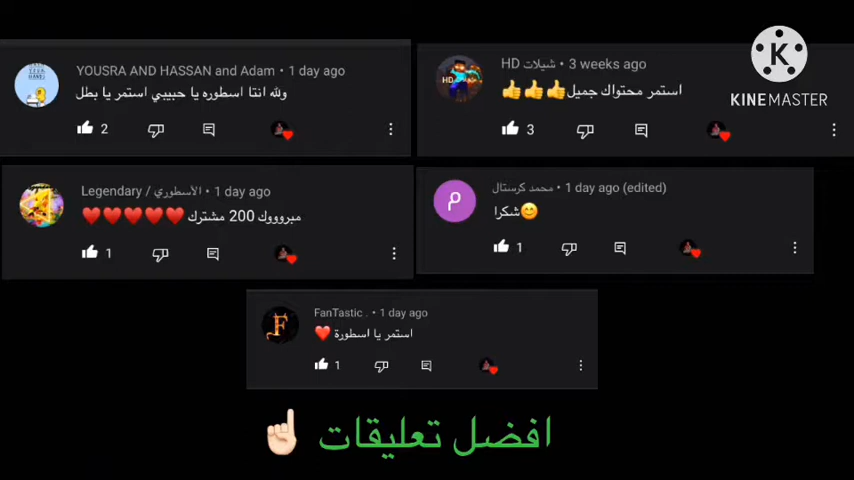 YOUSRA AND HASSAN and Adam • 1 day ago
ولله انتا اسطوره يا حبيبي استمر يا بطل
2
HD شيلات • 3 weeks ago
استمر محتواك جميل👍👍👍
3
KINEMASTER
Legendary / الأسطوري • 1 day ago
مبروووك 200 مشترك ❤️❤️❤️❤️❤️
1
محمد كرستال • 1 day ago (edited)
شكرا😊
1
FanTastic . • 1 day ago
استمر يا اسطورة ❤️
1
افضل تعليقات ☝🏻